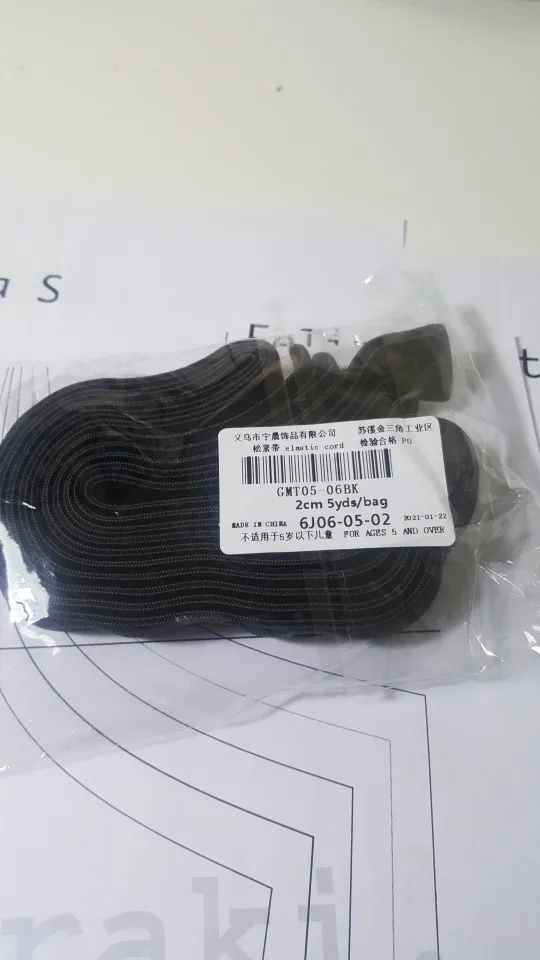 a s
义乌市宁晨饰品有限公司 苏溪金三角工业区
松紧带 elastic cord 检验合格 PG
GMT05-06BK
2cm 5yds/bag
MADE IN CHINA 6J06-05-02 2021-01-22
不适用于5岁以下儿童 FOR AGES 5 AND OVER
raki